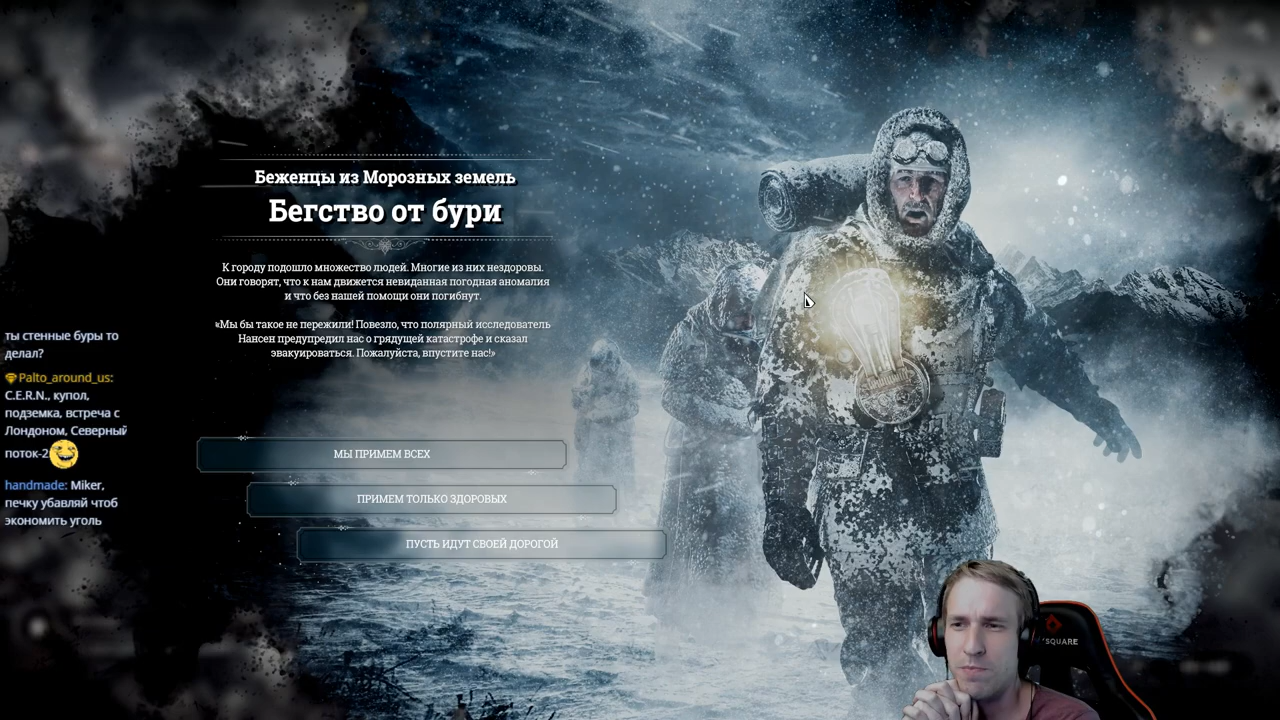 Беженцы из Морозных земель
Бегство от бури
К городу подошло множество людей. Многие из них нездоровы.
Они говорят, что к нам движется невиданная погодная аномалия
и что без нашей помощи они погибнут.
«Мы бы такое не пережили! Повезло, что полярный исследователь
Нансен предупредил нас о грядущей катастрофе и сказал
эвакуироваться. Пожалуйста, впустите нас!»
МЫ ПРИМЕМ ВСЕХ
ПРИМЕМ ТОЛЬКО ЗДОРОВЫХ
ПУСТЬ ИДУТ СВОЕЙ ДОРОГОЙ
ты стенные буры то
делал?
Palto_around_us:
C.E.R.N., купол,
подземка, встреча с
Лондоном, Северный
поток-2
handmade: Miker,
печку убавляй чтоб
экономить уголь
SQUARE